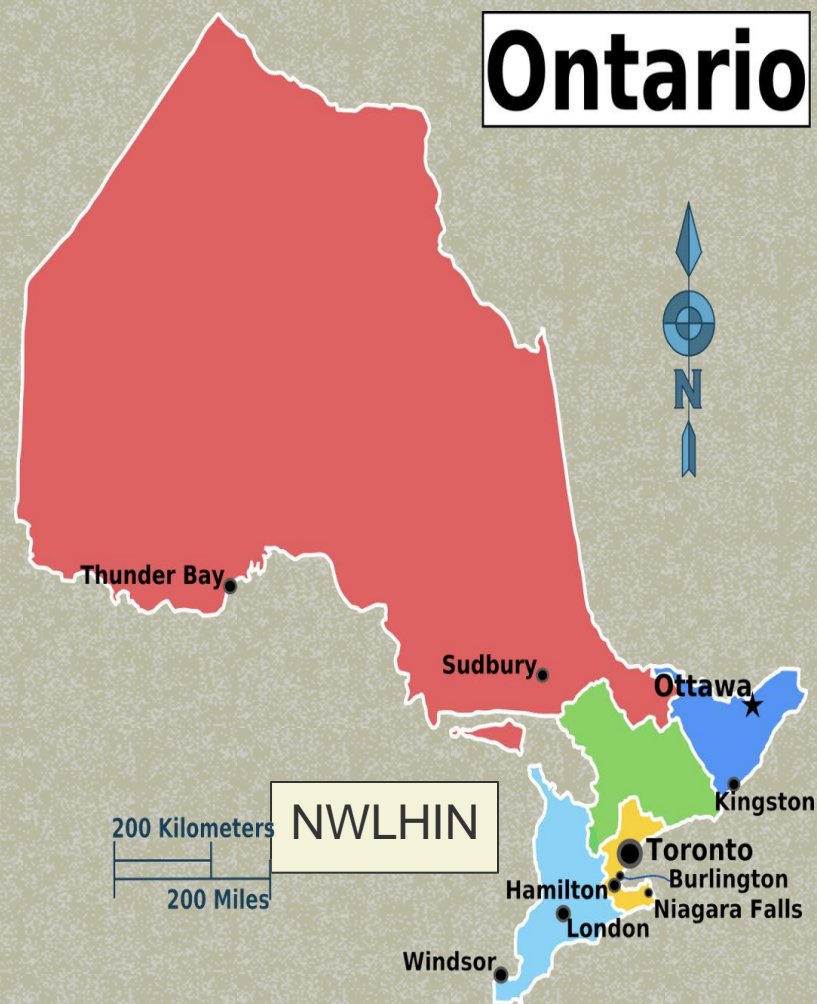 Ontario
N
Thunder Bay
Sudbury
Ottawa
Kingston
NWLHIN
200 Kilometers
200 Miles
Toronto
Burlington
Hamilton
Niagara Falls
London
Windsor